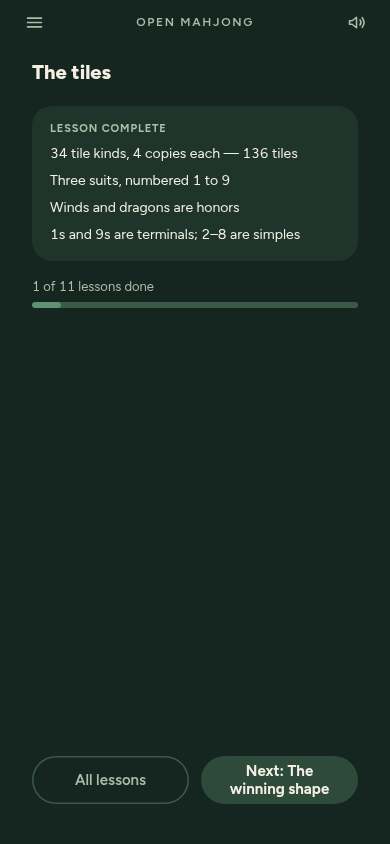 OPEN MAHJONG
The tiles
LESSON COMPLETE
34 tile kinds, 4 copies each — 136 tiles
Three suits, numbered 1 to 9
Winds and dragons are honors
1s and 9s are terminals; 2–8 are simples
1 of 11 lessons done
All lessons
Next: The
winning shape